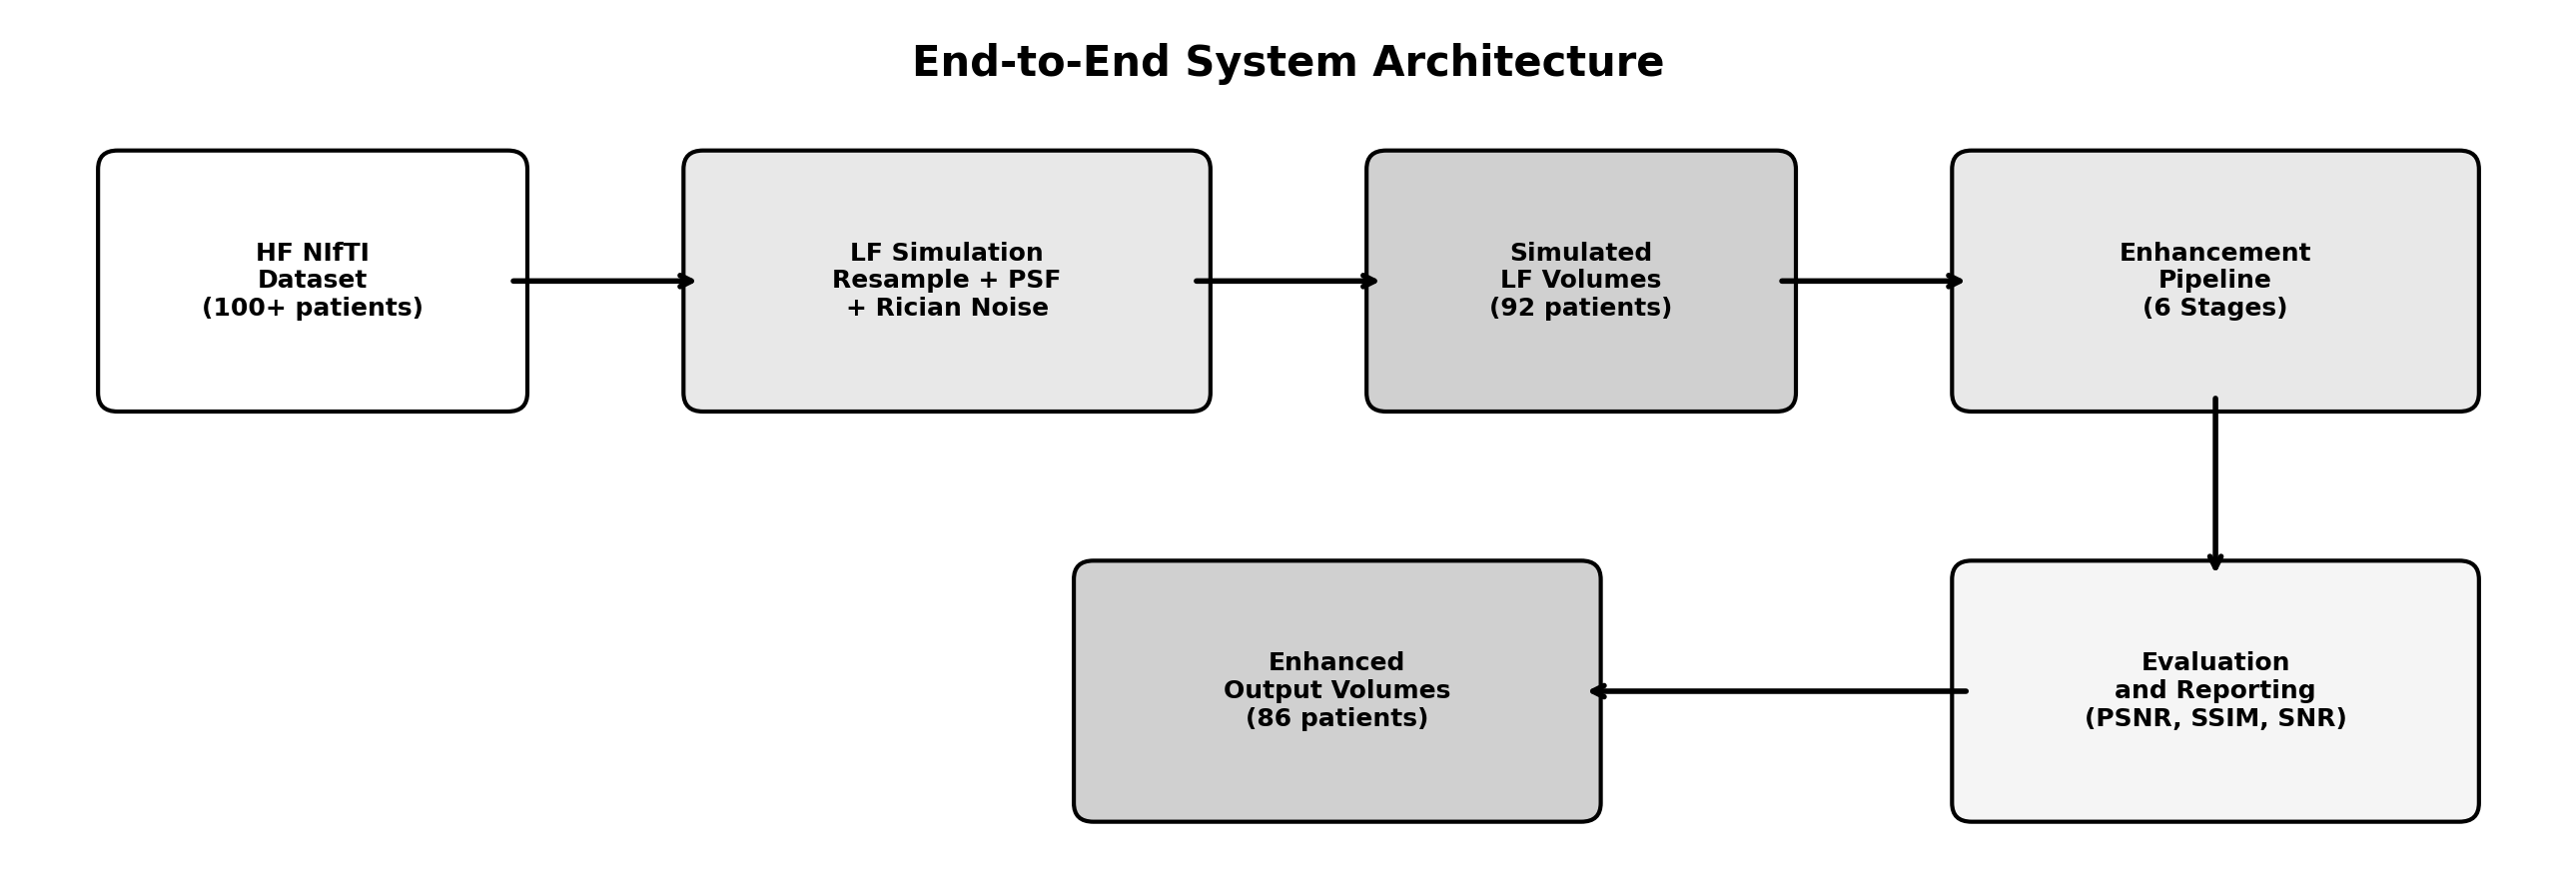 End-to-End System Architecture
HF NIfTI
Dataset
(100+ patients)
LF Simulation
Resample + PSF
+ Rician Noise
Simulated
LF Volumes
(92 patients)
Enhancement
Pipeline
(6 Stages)
Enhanced
Output Volumes
(86 patients)
Evaluation
and Reporting
(PSNR, SSIM, SNR)